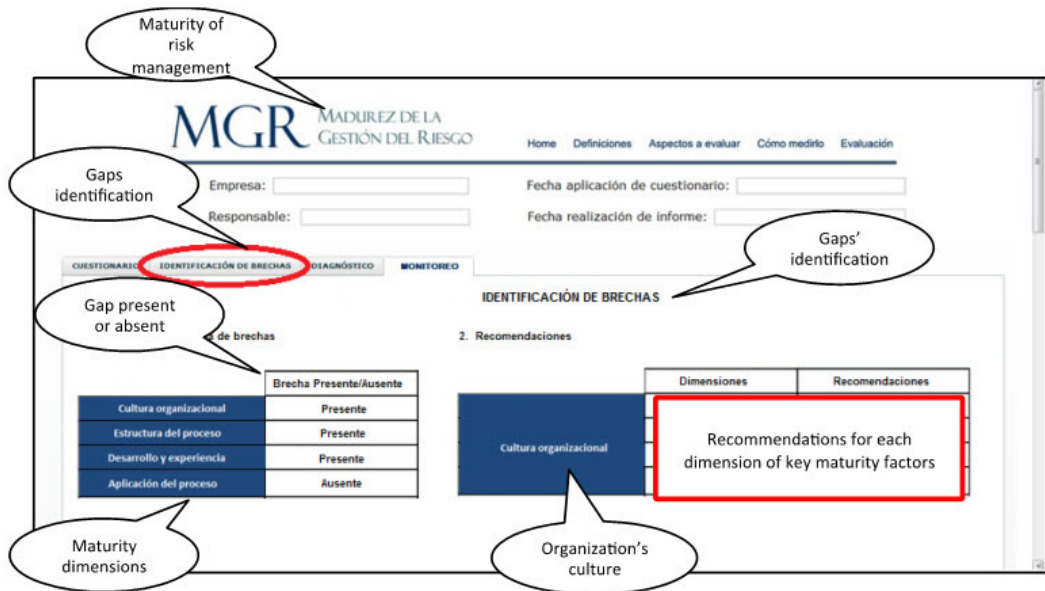 Maturity of
risk
management
MGR MADUREZ DE LA
GESTIÓN DEL RIESGO
Home Definiciones Aspectos a evaluar Cómo medirlo Evaluación
Gaps
identification
Empresa: Fecha aplicación de cuestionario:
Responsable: Fecha realización de informe:
Gaps'
identification
CUESTIONARIO IDENTIFICACIÓN DE BRECHAS DIAGNÓSTICO MONITOREO
IDENTIFICACIÓN DE BRECHAS
Gap present
or absent
de brechas 2. Recomendaciones
Brecha Presente/Ausente
Dimensiones Recomendaciones
Cultura organizacional Presente
Estructura del proceso Presente
Desarrollo y experiencia Presente
Aplicación del proceso Ausente
Cultura organizacional
Recommendations for each
dimension of key maturity factors
Maturity
dimensions
Organization's
culture